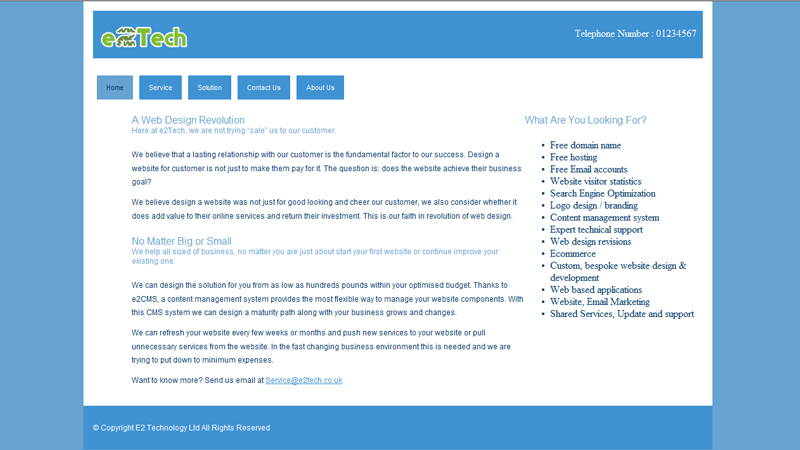 e2Tech
Telephone Number : 01234567
Home
Service
Solution
Contact Us
About Us
A Web Design Revolution
Here at e2Tech, we are not trying “sale” us to our customer.
We believe that a lasting relationship with our customer is the fundamental factor to our success. Design a
website for customer is not just to make them pay for it. The question is: does the website achieve their business
goal?
We believe design a website was not just for good looking and cheer our customer, we also consider whether it
does add value to their online services and return their investment. This is our faith in revolution of web design.
No Matter Big or Small
We help all sized of business, no matter you are just about start your first website or continue improve your
existing one.
We can design the solution for you from as low as hundreds pounds within your optimised budget. Thanks to
e2CMS, a content management system provides the most flexible way to manage your website components. With
this CMS system we can design a maturity path along with your business grows and changes.
We can refresh your website every few weeks or months and push new services to your website or pull
unnecessary services from the website. In the fast changing business environment this is needed and we are
trying to put down to minimum expenses.
Want to know more? Send us email at Service@e2tech.co.uk
What Are You Looking For?
• Free domain name
• Free hosting
• Free Email accounts
• Website visitor statistics
• Search Engine Optimization
• Logo design / branding
• Content management system
• Expert technical support
• Web design revisions
• Ecommerce
• Custom, bespoke website design &
development
• Web based applications
• Website, Email Marketing
• Shared Services, Update and support
© Copyright E2 Technology Ltd All Rights Reserved